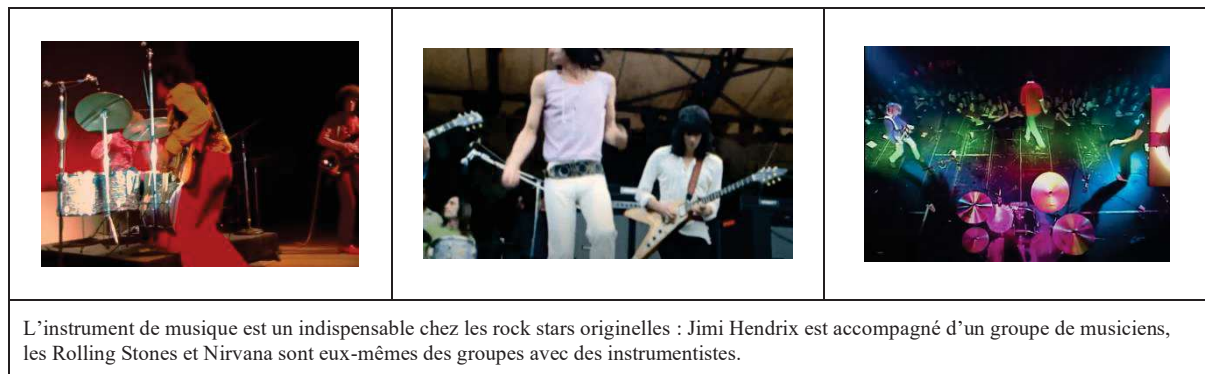 L’instrument de musique est un indispensable chez les rock stars originelles : Jimi Hendrix est accompagné d’un groupe de musiciens,
les Rolling Stones et Nirvana sont eux-mêmes des groupes avec des instrumentistes.